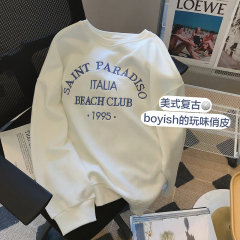 LOEWE
SAINT PARADISO
ITALIA
BEACH CLUB
·1995·
美式复古
boyish的玩味俏皮